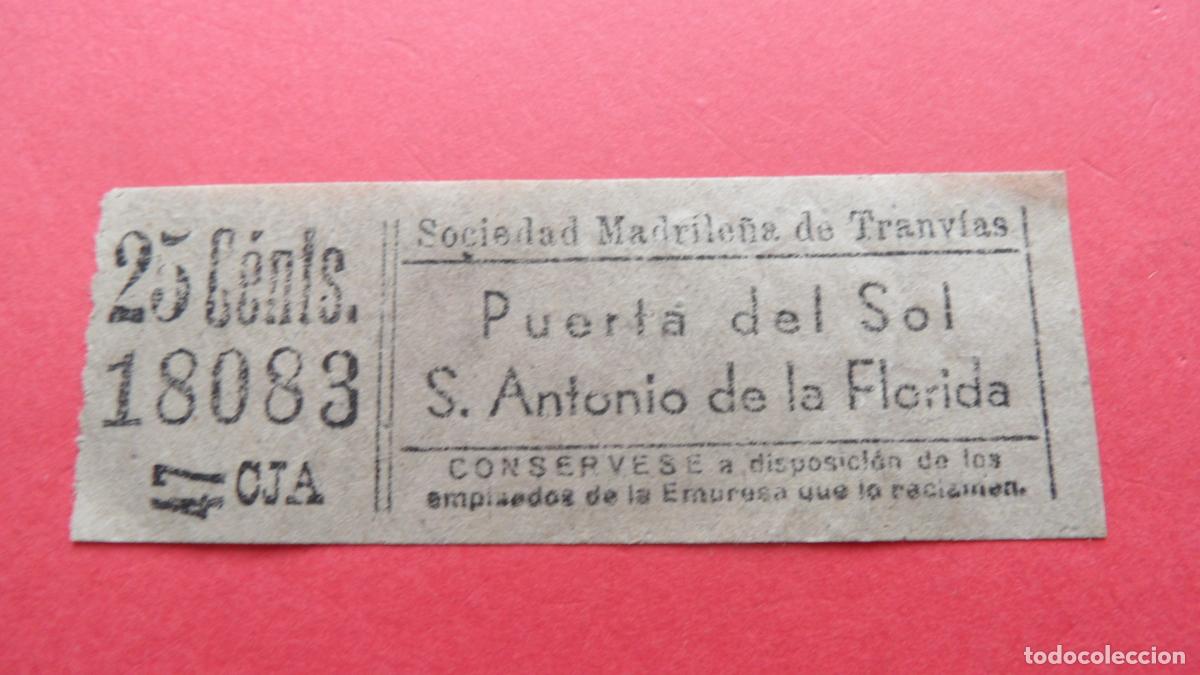 25 Cénts.
18083
47 CJA
Sociedad Madrileña de Tranvías
Puerta del Sol
S. Antonio de la Florida
CONSERVESE a disposición de los
empleados de la Empresa que lo reclamen.
todocoleccion